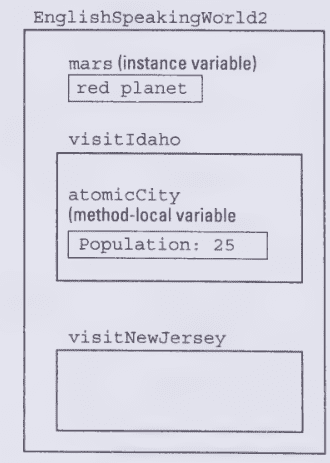 EnglishSpeakingWorld2
mars (instance variable)
red planet
visitIdaho
atomicCity
(method-local variable
Population: 25
visitNewJersey